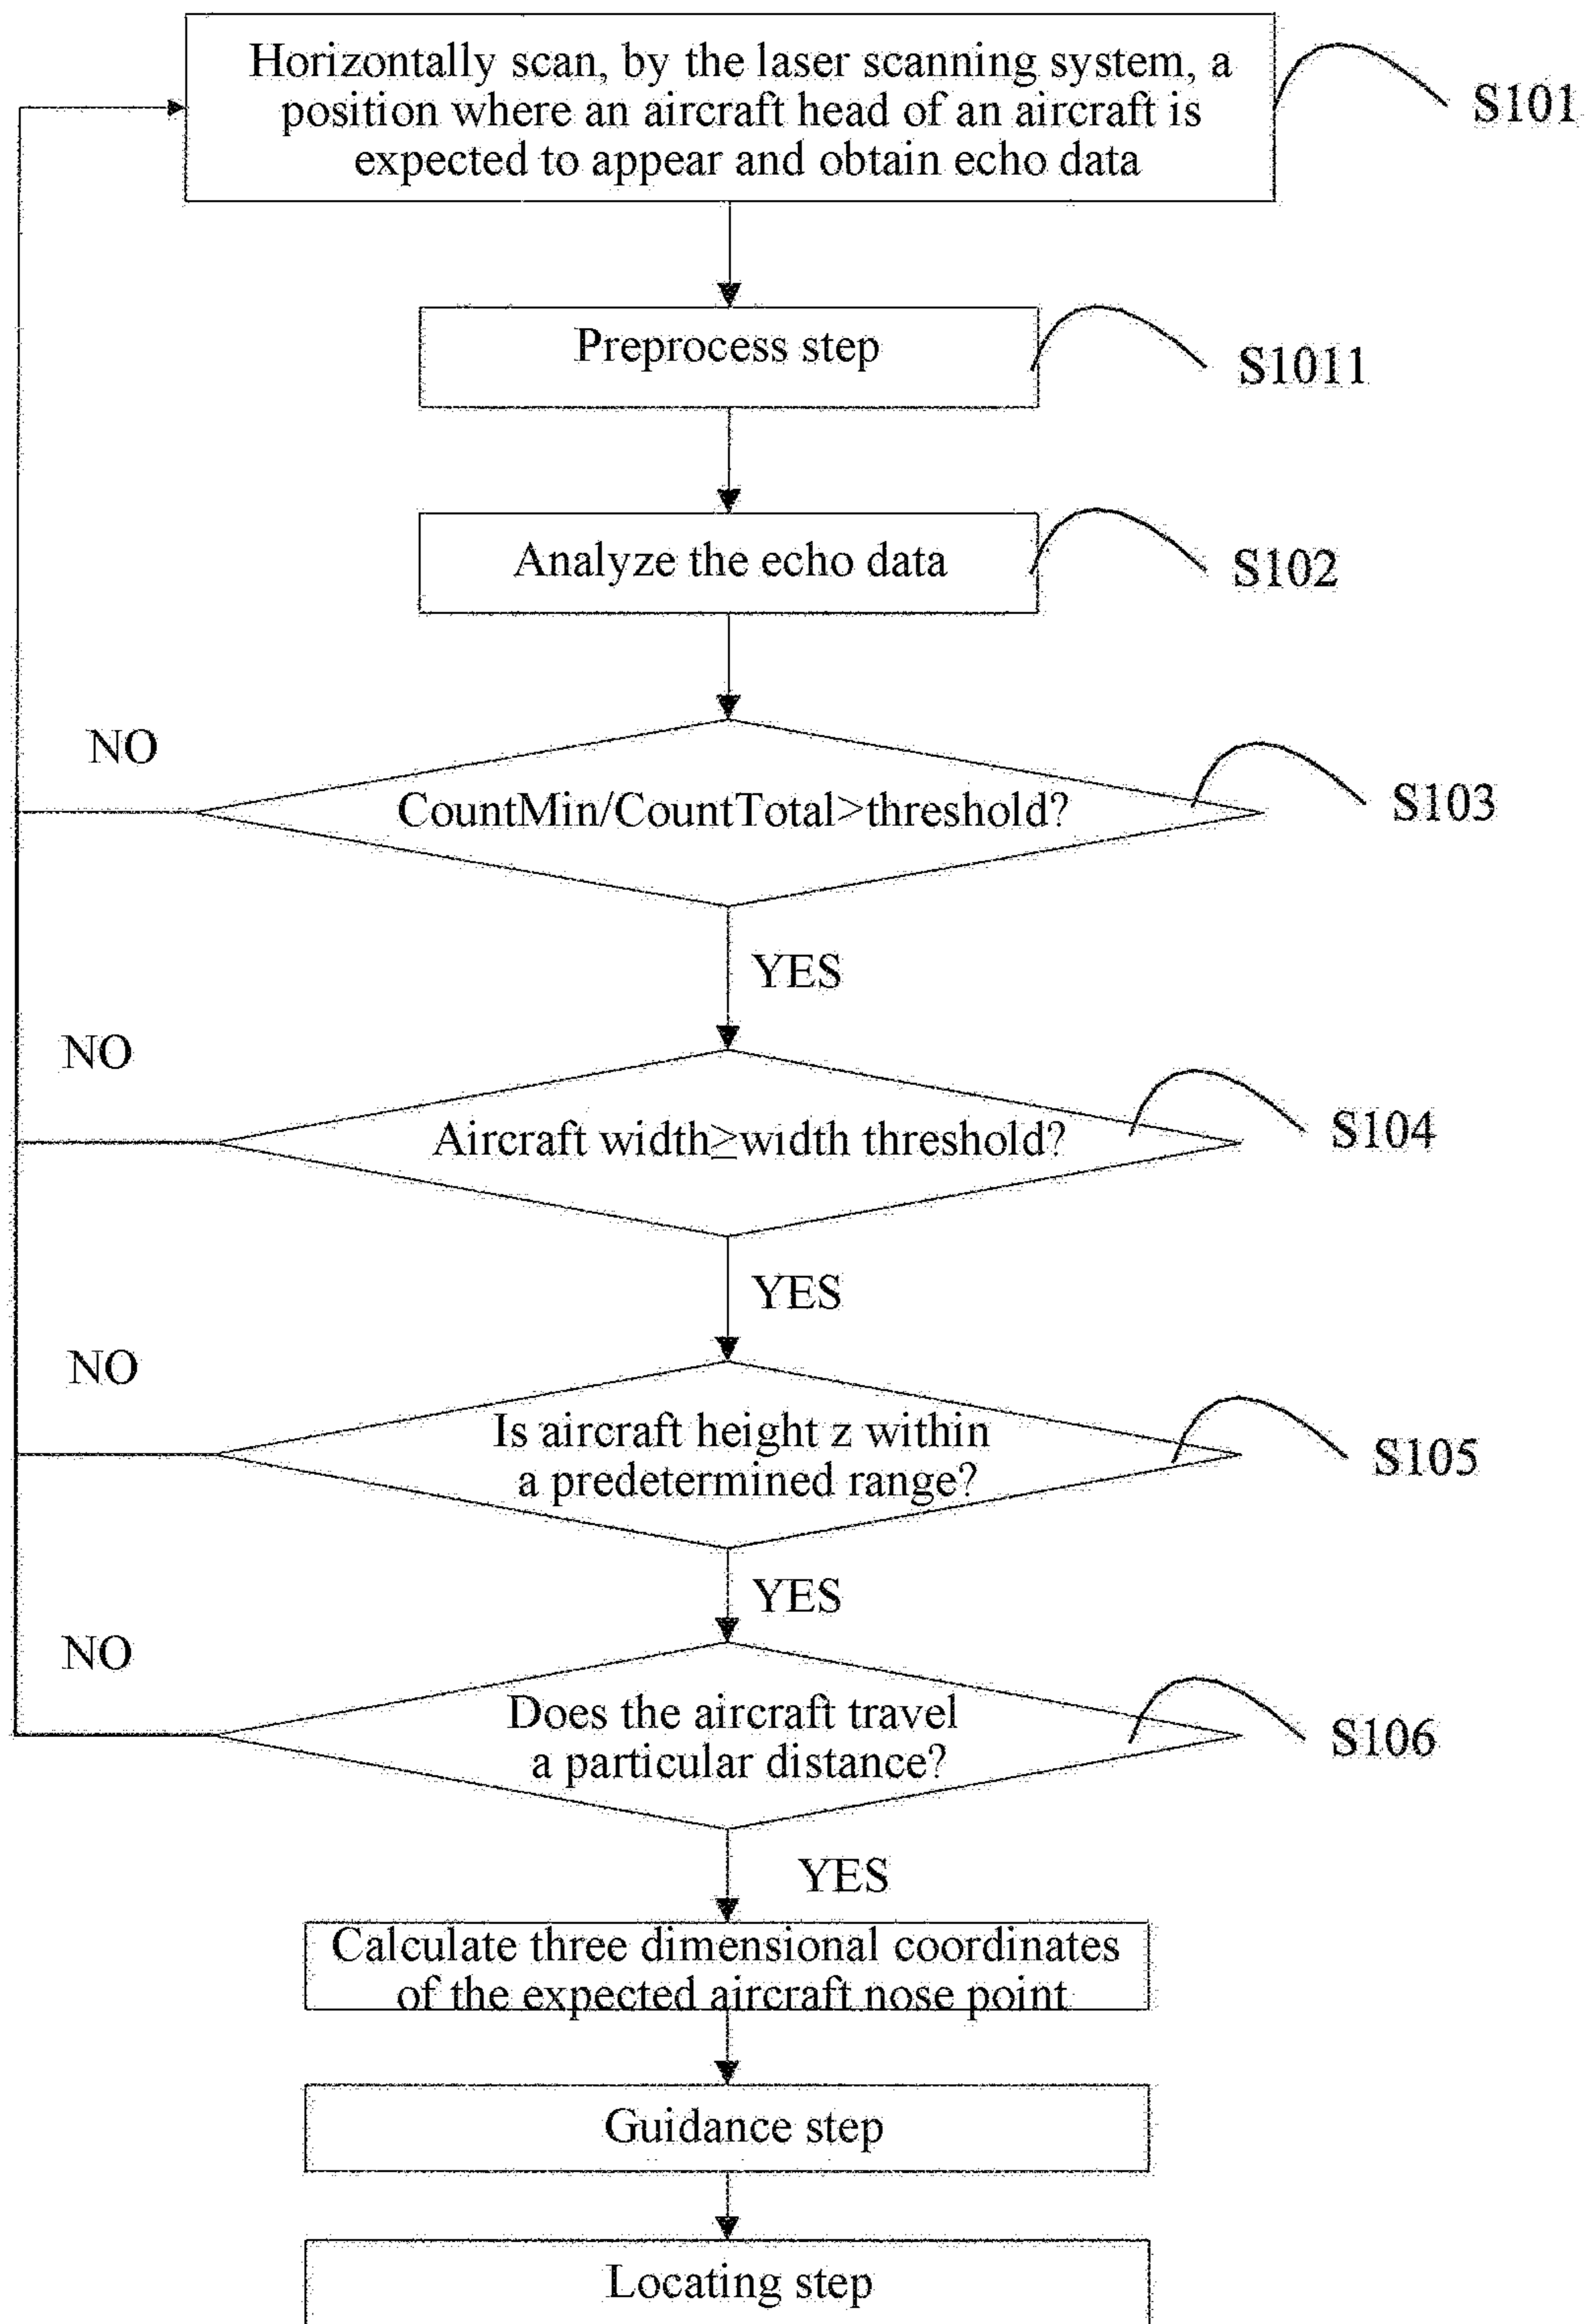 Horizontally scan, by the laser scanning system, a
position where an aircraft head of an aircraft is
expected to appear and obtain echo data
S101
Preprocess step
S1011
Analyze the echo data
S102
NO
CountMin/CountTotal>threshold?
S103
YES
NO
Aircraft width≥width threshold?
S104
YES
NO
Is aircraft height z within
a predetermined range?
S105
YES
NO
Does the aircraft travel
a particular distance?
S106
YES
Calculate three dimensional coordinates
of the expected aircraft nose point
Guidance step
Locating step